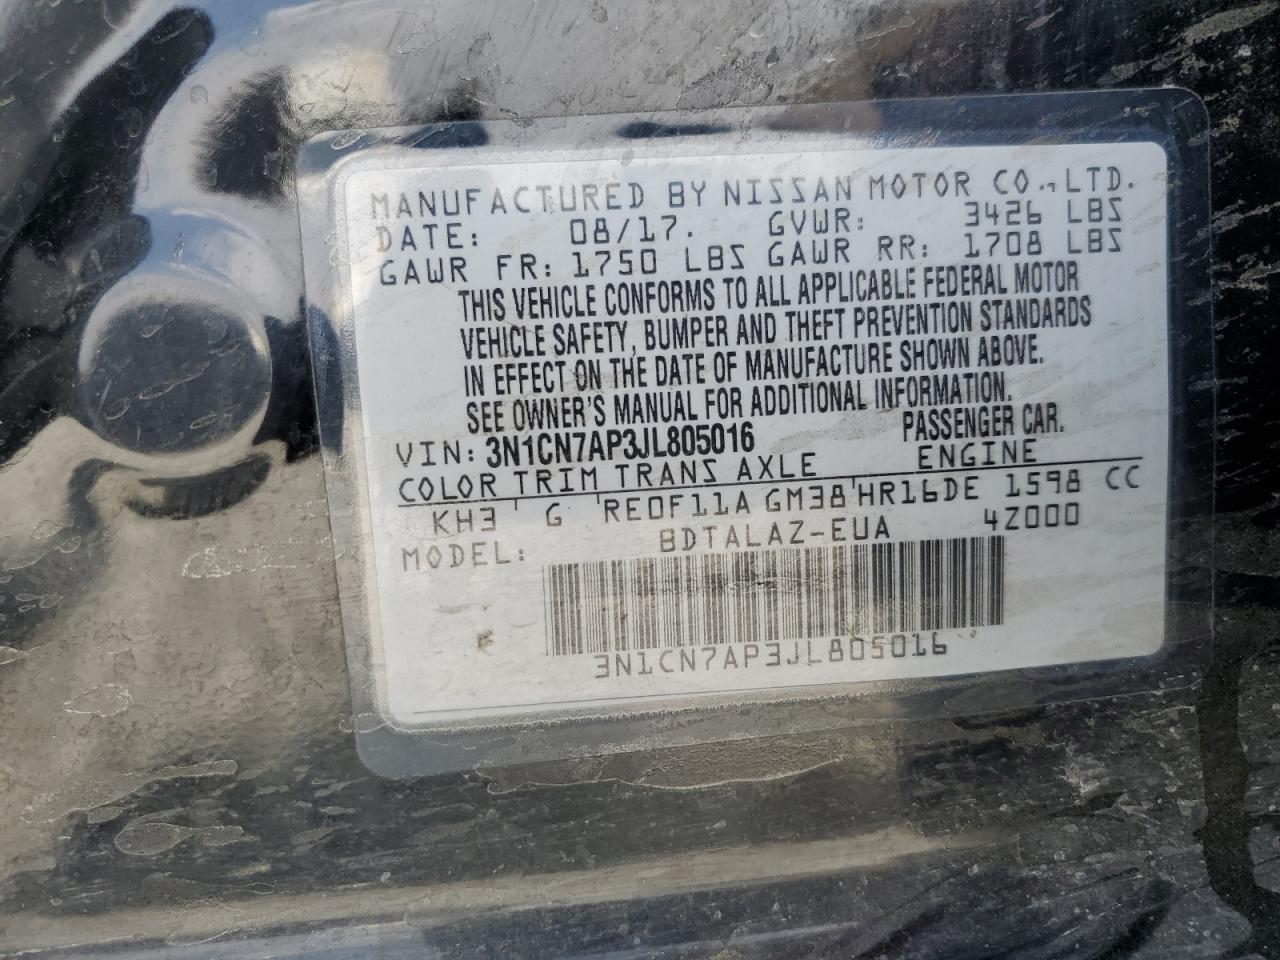 MANUFACTURED BY NISSAN MOTOR CO., LTD.
DATE: 08/17. GVWR: 3426 LBS
GAWR FR: 1750 LBS GAWR RR: 1708 LBS
THIS VEHICLE CONFORMS TO ALL APPLICABLE FEDERAL MOTOR
VEHICLE SAFETY, BUMPER AND THEFT PREVENTION STANDARDS
IN EFFECT ON THE DATE OF MANUFACTURE SHOWN ABOVE.
SEE OWNER'S MANUAL FOR ADDITIONAL INFORMATION.
VIN: 3N1CN7AP3JL805016 PASSENGER CAR.
COLOR TRIM TRANS AXLE ENGINE
KH3 G RE0F11A GM38 HR16DE 1598 CC
MODEL: BDTALAZ-EUA 4Z000
3N1CN7AP3JL805016